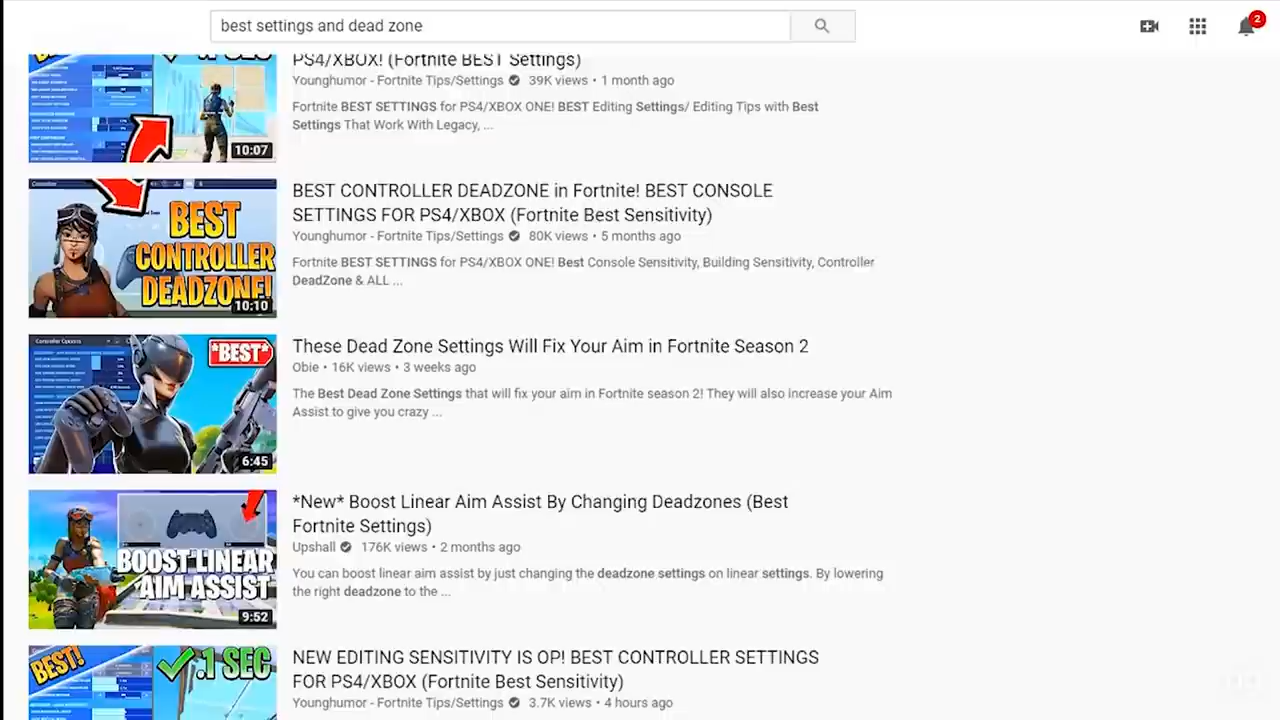 best settings and dead zone
2
PS4/XBOX! (Fortnite BEST Settings)
Younghumor - Fortnite Tips/Settings 39K views • 1 month ago
Fortnite BEST SETTINGS for PS4/XBOX ONE! BEST Editing Settings/ Editing Tips with Best
Settings That Work With Legacy, ...
10:07
BEST CONTROLLER DEADZONE in Fortnite! BEST CONSOLE
SETTINGS FOR PS4/XBOX (Fortnite Best Sensitivity)
Younghumor - Fortnite Tips/Settings 80K views • 5 months ago
Fortnite BEST SETTINGS for PS4/XBOX ONE! Best Console Sensitivity, Building Sensitivity, Controller
DeadZone & ALL ...
BEST
CONTROLLER
DEADZONE!
10:10
These Dead Zone Settings Will Fix Your Aim in Fortnite Season 2
Obie • 16K views • 3 weeks ago
The Best Dead Zone Settings that will fix your aim in Fortnite season 2! They will also increase your Aim
Assist to give you crazy ...
Controller Options
*BEST*
6:45
*New* Boost Linear Aim Assist By Changing Deadzones (Best
Fortnite Settings)
Upshall 176K views • 2 months ago
You can boost linear aim assist by just changing the deadzone settings on linear settings. By lowering
the right deadzone to the ...
BOOST LINEAR
AIM ASSIST
9:52
NEW EDITING SENSITIVITY IS OP! BEST CONTROLLER SETTINGS
FOR PS4/XBOX (Fortnite Best Sensitivity)
Younghumor - Fortnite Tips/Settings 3.7K views • 4 hours ago
BEST!
.1 SEC